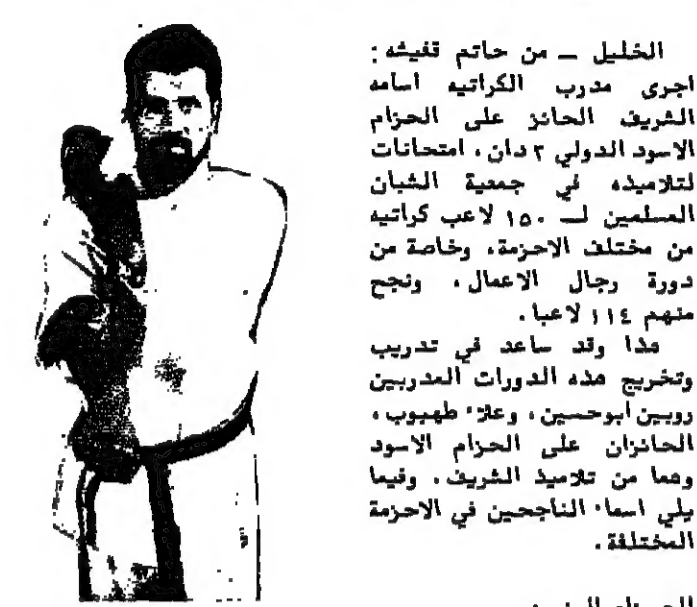 الخليل ـ من حاتم قفيشه :
اجرى مدرب الكراتيه اسامه
الشريف الحائز على الحزام
الاسود الدولي ٢ دان ، امتحانات
لتلاميذه في جمعية الشبان
المسلمين لـ ١٥٠ لاعب كراتيه
من مختلف الاحزمة، وخاصة من
دورة رجال الاعمال ، ونجح
منهم ١١٤ لاعبا .
هذا وقد ساعد في تدريب
وتخريج هذه الدورات المدربين
روبين ابوحسين ، وعلاء طهبوب ،
الحائزان على الحزام الاسود
وهما من تلاميذ الشريف . وفيما
يلي اسماء الناجحين في الاحزمة
المختلفة .